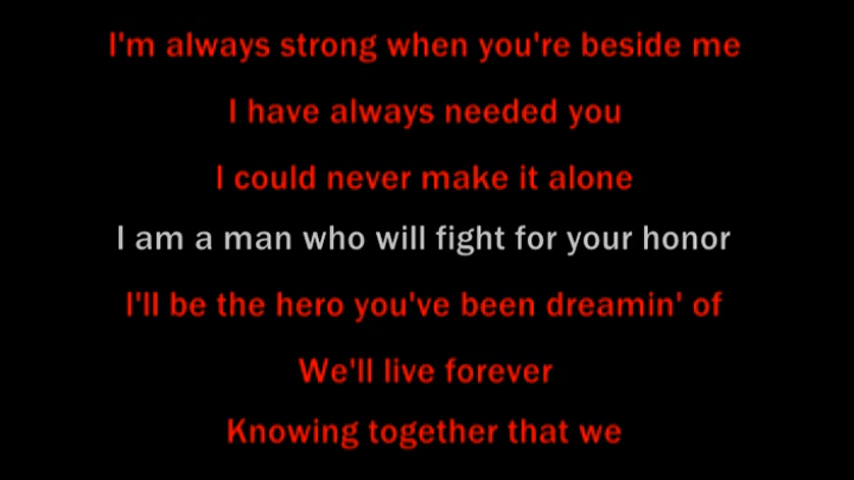 I'm always strong when you're beside me
I have always needed you
I could never make it alone
I am a man who will fight for your honor
I'll be the hero you've been dreamin' of
We'll live forever
Knowing together that we